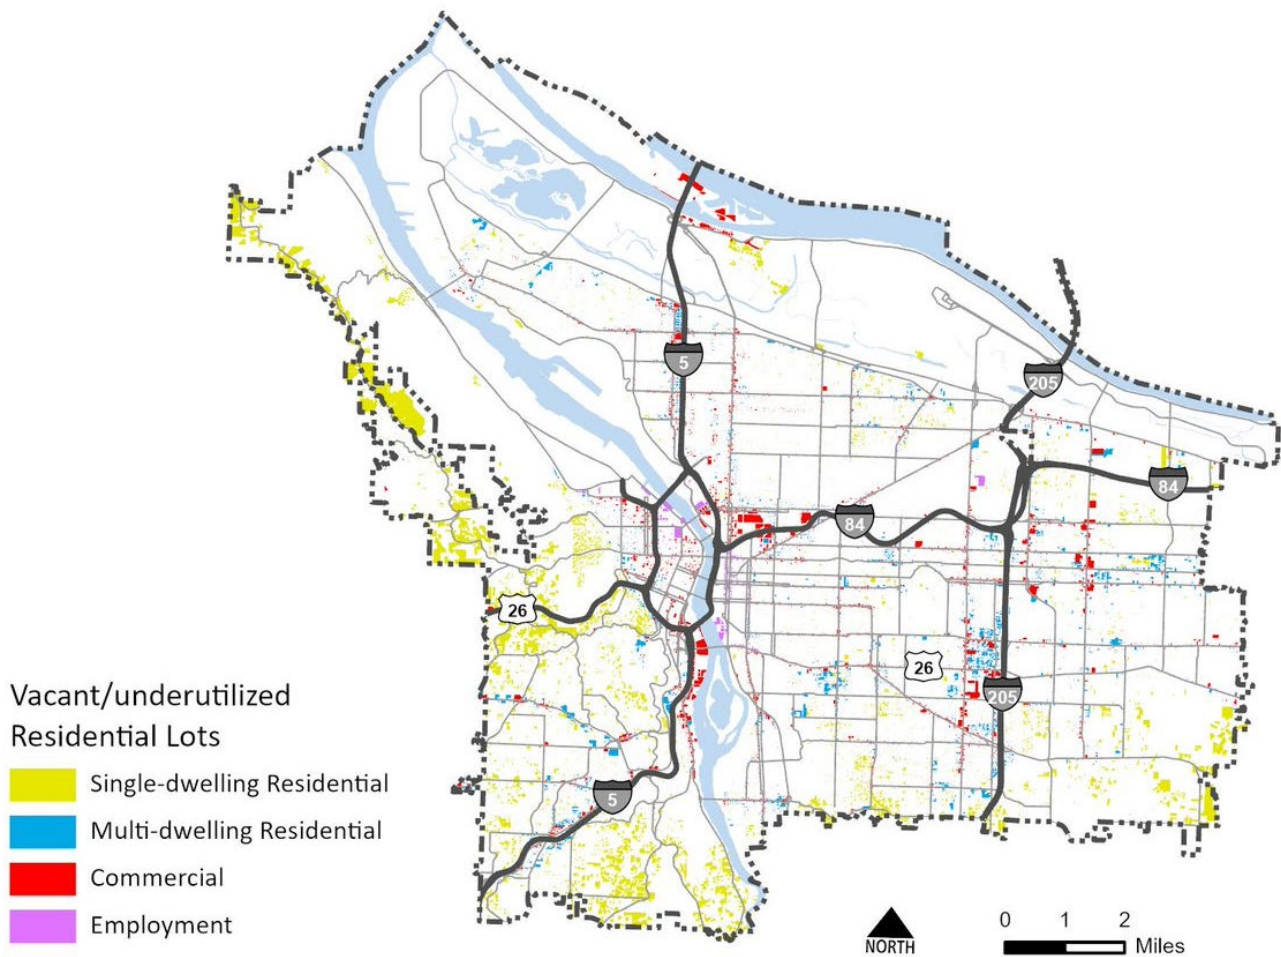 5
205
84
84
26
26
205
5
Vacant/underutilized
Residential Lots
Single-dwelling Residential
Multi-dwelling Residential
Commercial
Employment
NORTH
0 1 2
Miles